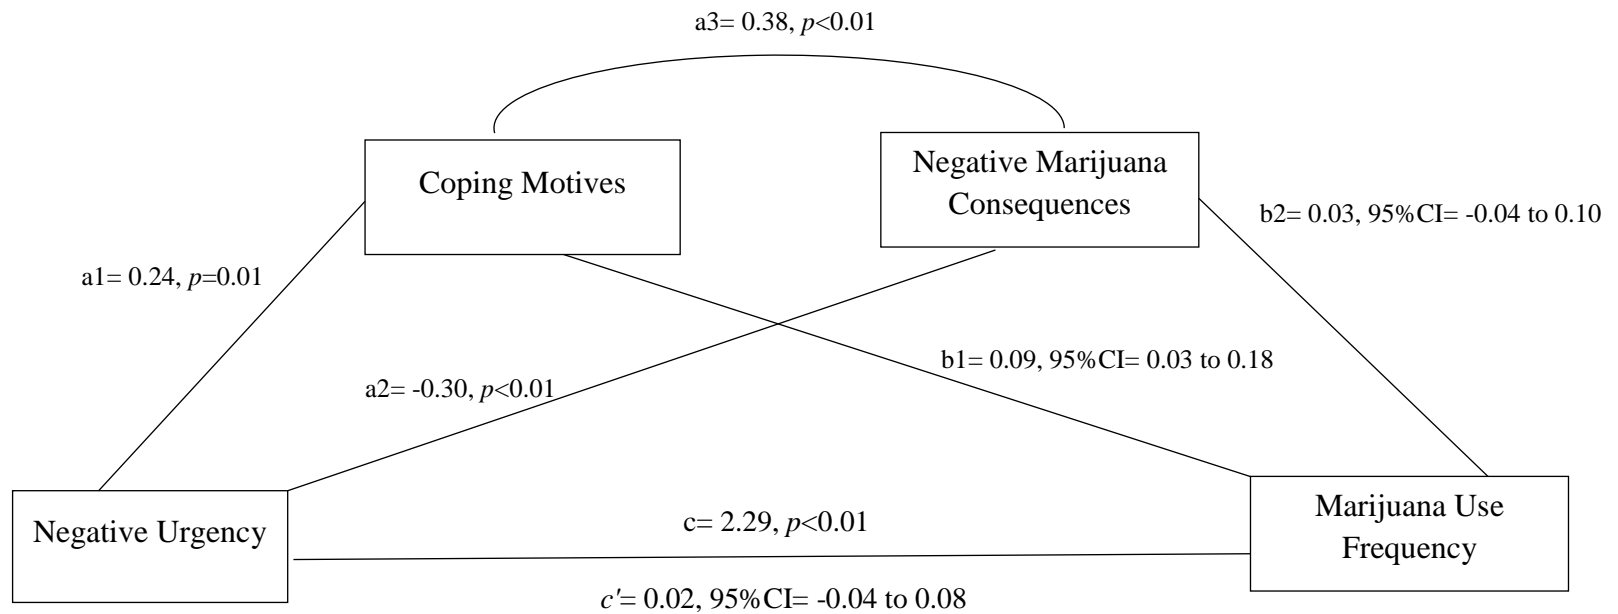 a3= 0.38, p<0.01
Coping Motives
Negative Marijuana
Consequences
b2= 0.03, 95%CI= -0.04 to 0.10
a1= 0.24, p=0.01
b1= 0.09, 95%CI= 0.03 to 0.18
a2= -0.30, p<0.01
Negative Urgency
c= 2.29, p<0.01
Marijuana Use
Frequency
c'= 0.02, 95%CI= -0.04 to 0.08